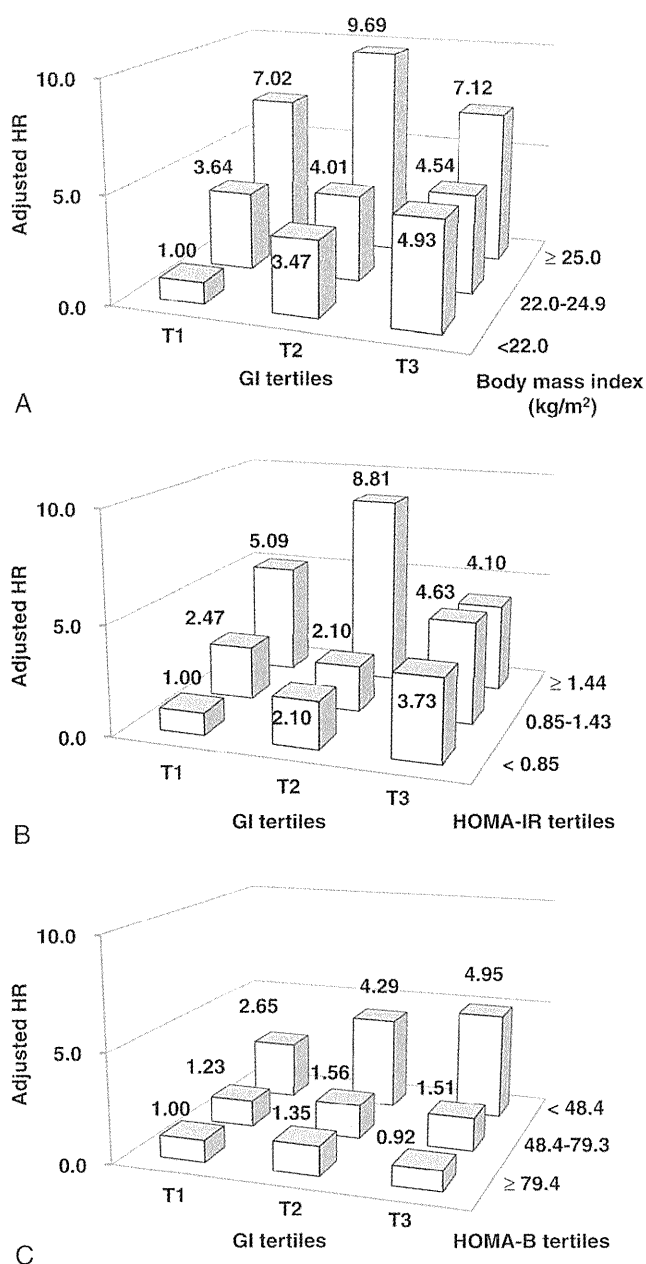 9.69
10.0
7.02
7.12
Adjusted HR
3.64
4.01
4.54
5.0
1.00
3.47
4.93
≥ 25.0
22.0-24.9
<22.0
0.0
T1
T2
T3
GI tertiles
Body mass index
(kg/m²)
A
8.81
10.0
5.09
4.10
Adjusted HR
2.47
2.10
4.63
5.0
1.00
2.10
3.73
≥ 1.44
0.85-1.43
< 0.85
0.0
T1
T2
T3
GI tertiles
HOMA-IR tertiles
B
10.0
4.95
4.29
2.65
Adjusted HR
5.0
1.23
1.56
1.51
1.00
1.35
0.92
< 48.4
48.4-79.3
≥ 79.4
0.0
T1
T2
T3
GI tertiles
HOMA-B tertiles
C